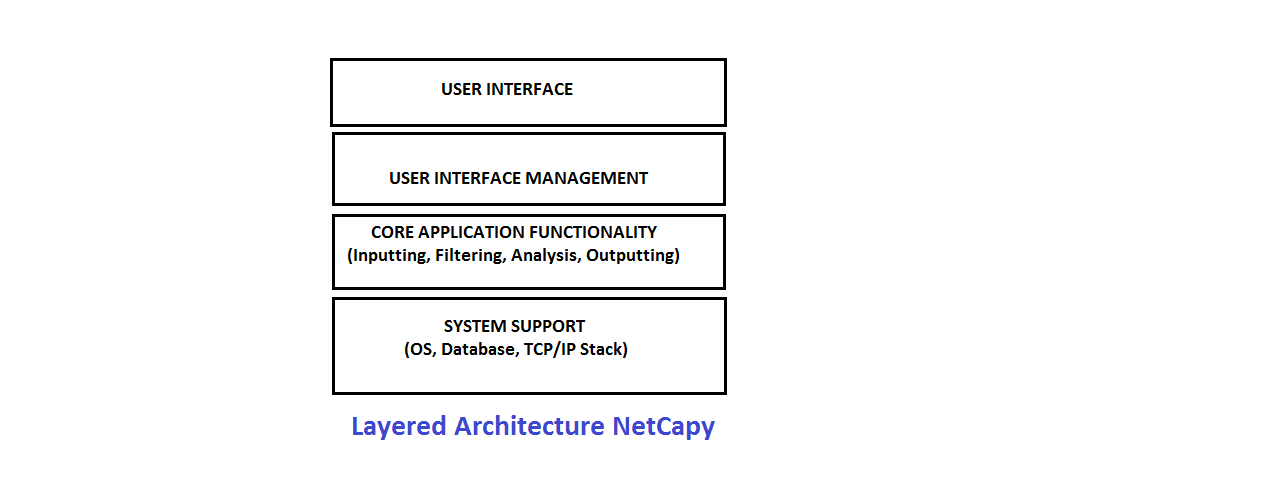 USER INTERFACE
USER INTERFACE MANAGEMENT
CORE APPLICATION FUNCTIONALITY
(Inputting, Filtering, Analysis, Outputting)
SYSTEM SUPPORT
(OS, Database, TCP/IP Stack)
Layered Architecture NetCapy